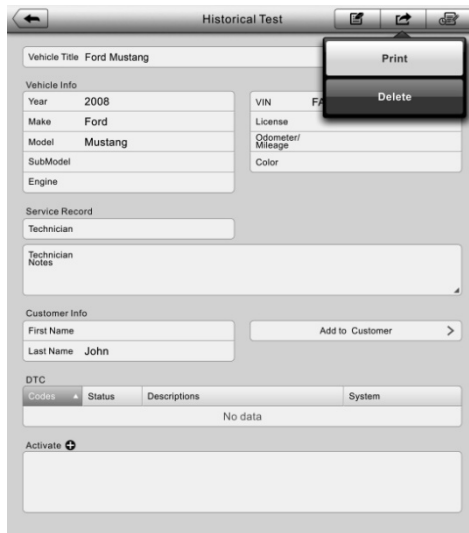 Historical Test
Vehicle Title Ford Mustang
Print
Delete
Vehicle Info
Year 2008
Make Ford
Model Mustang
SubModel
Engine
VIN FA
License
Odometer/
Mileage
Color
Service Record
Technician
Technician
Notes
Customer Info
First Name
Last Name John
Add to Customer
DTC
Codes Status Descriptions System
No data
Activate